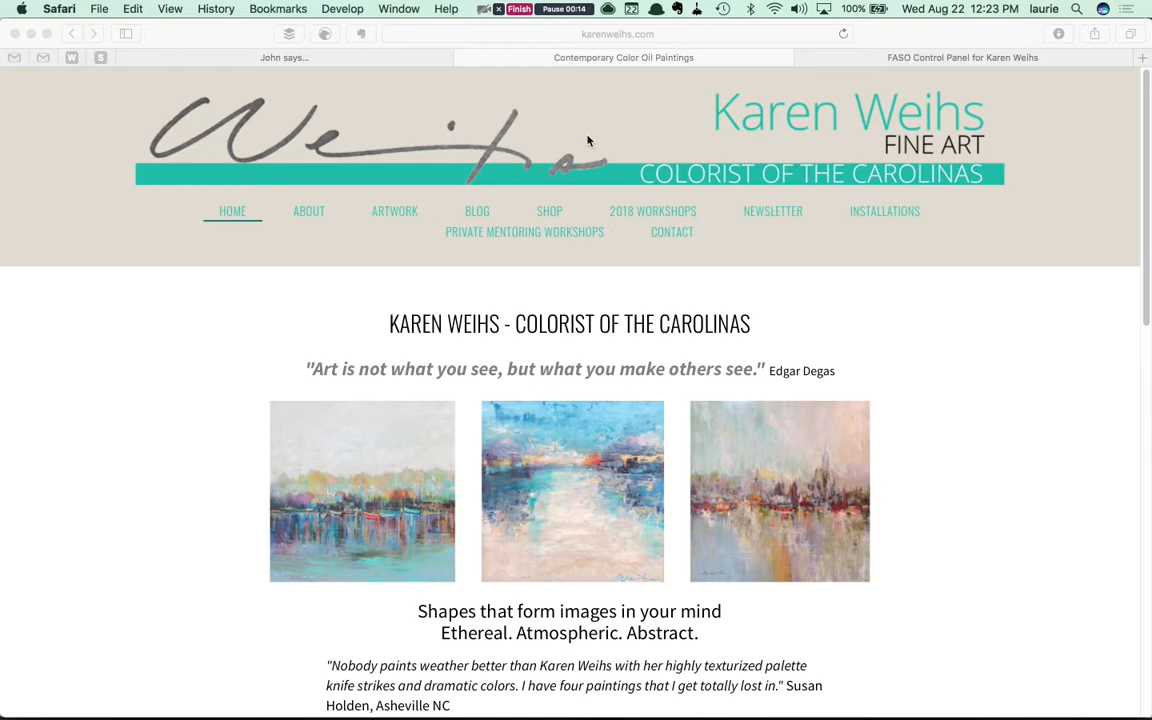 Safari File Edit View History Bookmarks Develop Window Help Finish Pause 00:14 22 100% Wed Aug 22 12:23 PM laurie
karenweihs.com
W S John says... Contemporary Color Oil Paintings FASO Control Panel for Karen Weihs
Weihs
Karen Weihs
FINE ART
COLORIST OF THE CAROLINAS
HOME ABOUT ARTWORK BLOG SHOP 2018 WORKSHOPS NEWSLETTER INSTALLATIONS
PRIVATE MENTORING WORKSHOPS CONTACT
KAREN WEIHS - COLORIST OF THE CAROLINAS
"Art is not what you see, but what you make others see." Edgar Degas
Shapes that form images in your mind
Ethereal. Atmospheric. Abstract.
"Nobody paints weather better than Karen Weihs with her highly texturized palette
knife strikes and dramatic colors. I have four paintings that I get totally lost in." Susan
Holden, Asheville NC